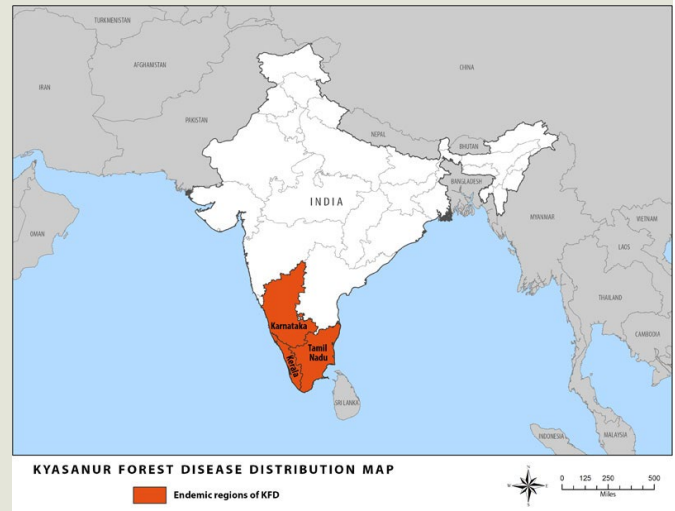 TURKMENISTAN
AFGHANISTAN
CHINA
IRAN
PAKISTAN
NEPAL
BHUTAN
BANGLADESH
INDIA
OMAN
MYANMAR
VIETNAM
LAOS
THAILAND
CAMBODIA
Karnataka
Tamil
Nadu
Kerala
SRI LANKA
INDONESIA
MALAYSIA
KYASANUR FOREST DISEASE DISTRIBUTION MAP
Endemic regions of KFD
0 125 250 500
Miles